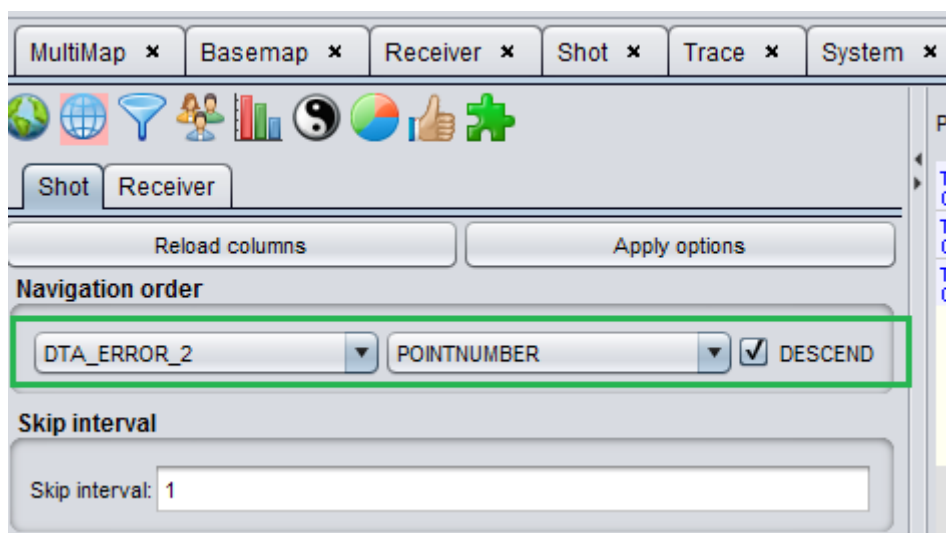 MultiMap × Basemap × Receiver × Shot × Trace × System ×
Shot Receiver
Reload columns Apply options
Navigation order
DTA_ERROR_2 POINTNUMBER DESCEND
Skip interval
Skip interval: 1